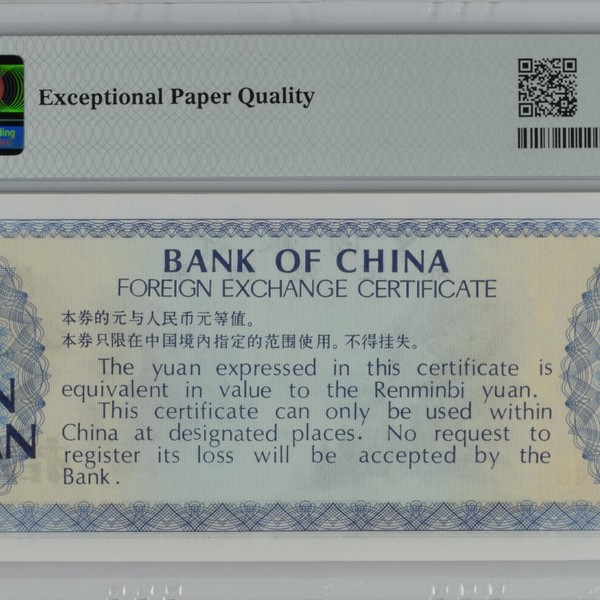 Exceptional Paper Quality
BANK OF CHINA
FOREIGN EXCHANGE CERTIFICATE
本券的元与人民币元等値。
本券只限在中国境內指定的范围使用。不得挂失。
The yuan expressed in this certificate is
equivalent in value to the Renminbi yuan.
This certificate can only be used within
China at designated places. No request to
register its loss will be accepted by the
Bank.